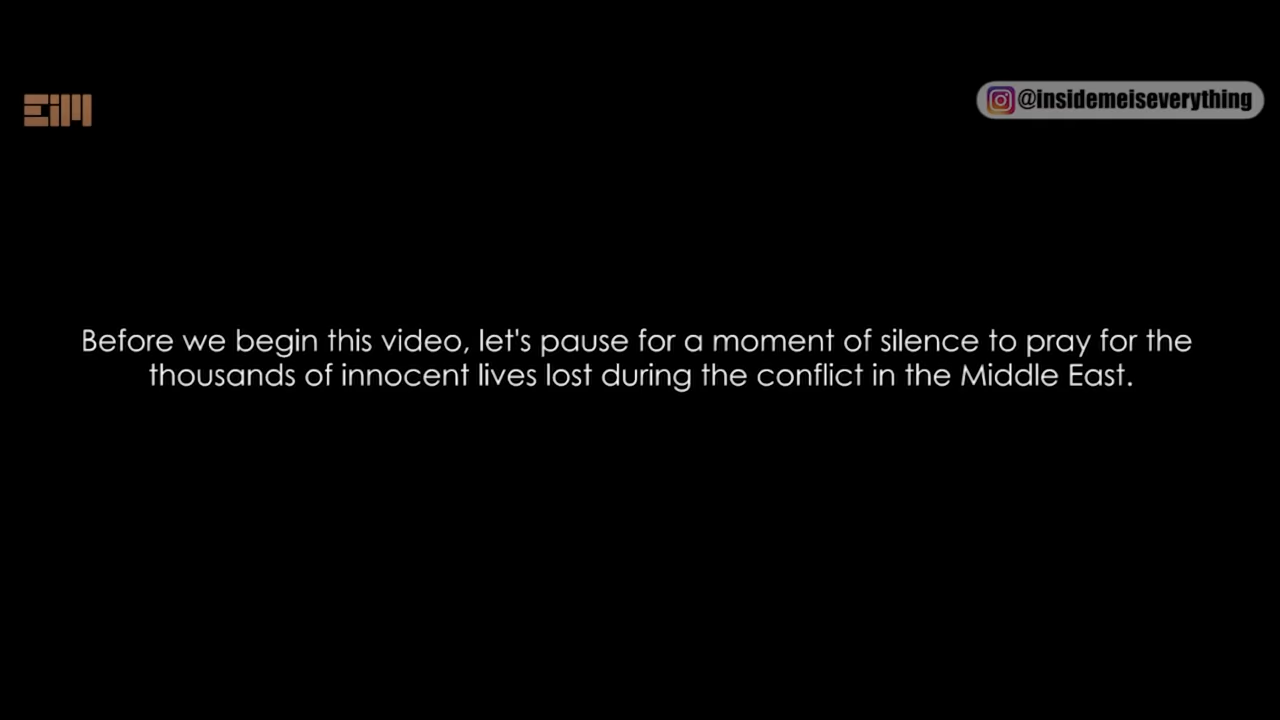 EiM
@insidemeiseverything
Before we begin this video, let's pause for a moment of silence to pray for the
thousands of innocent lives lost during the conflict in the Middle East.